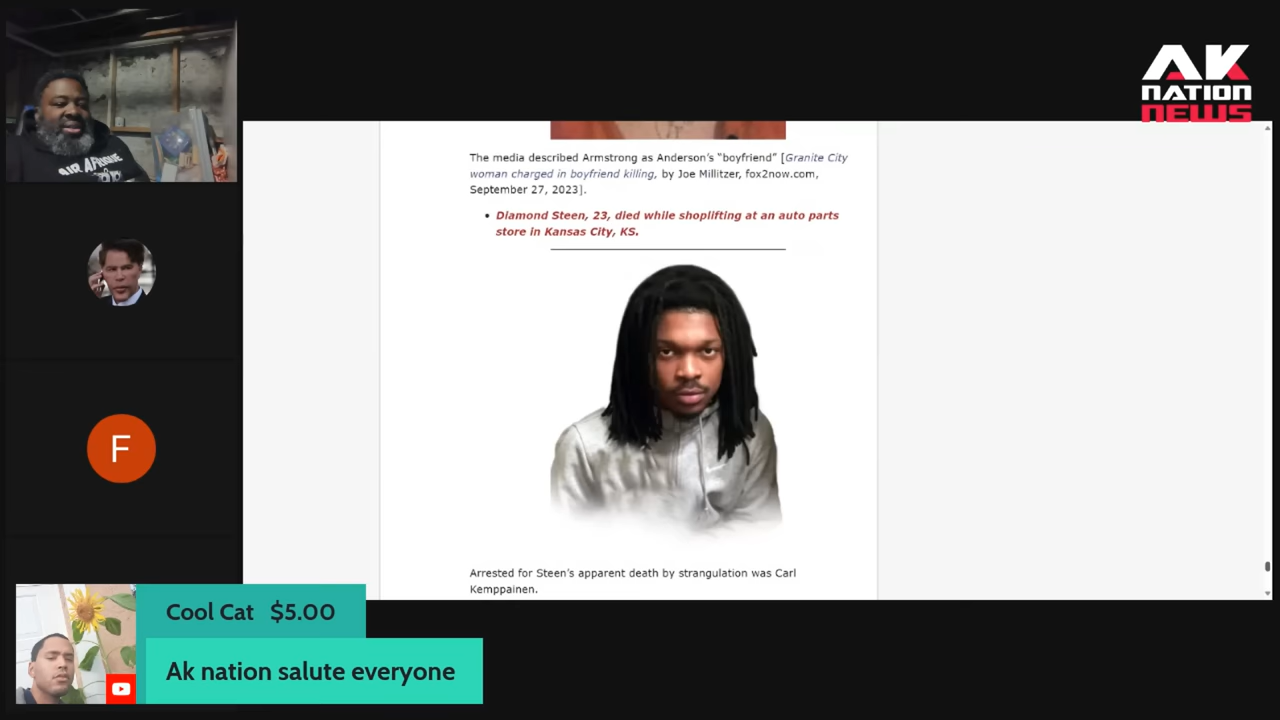 AK
NATION
NEWS
AIR AFRIQUE
The media described Armstrong as Anderson's “boyfriend” [Granite City
woman charged in boyfriend killing, by Joe Millitzer, fox2now.com,
September 27, 2023].
• Diamond Steen, 23, died while shoplifting at an auto parts
store in Kansas City, KS.
F
Arrested for Steen's apparent death by strangulation was Carl
Kemppainen.
Cool Cat $5.00
Ak nation salute everyone